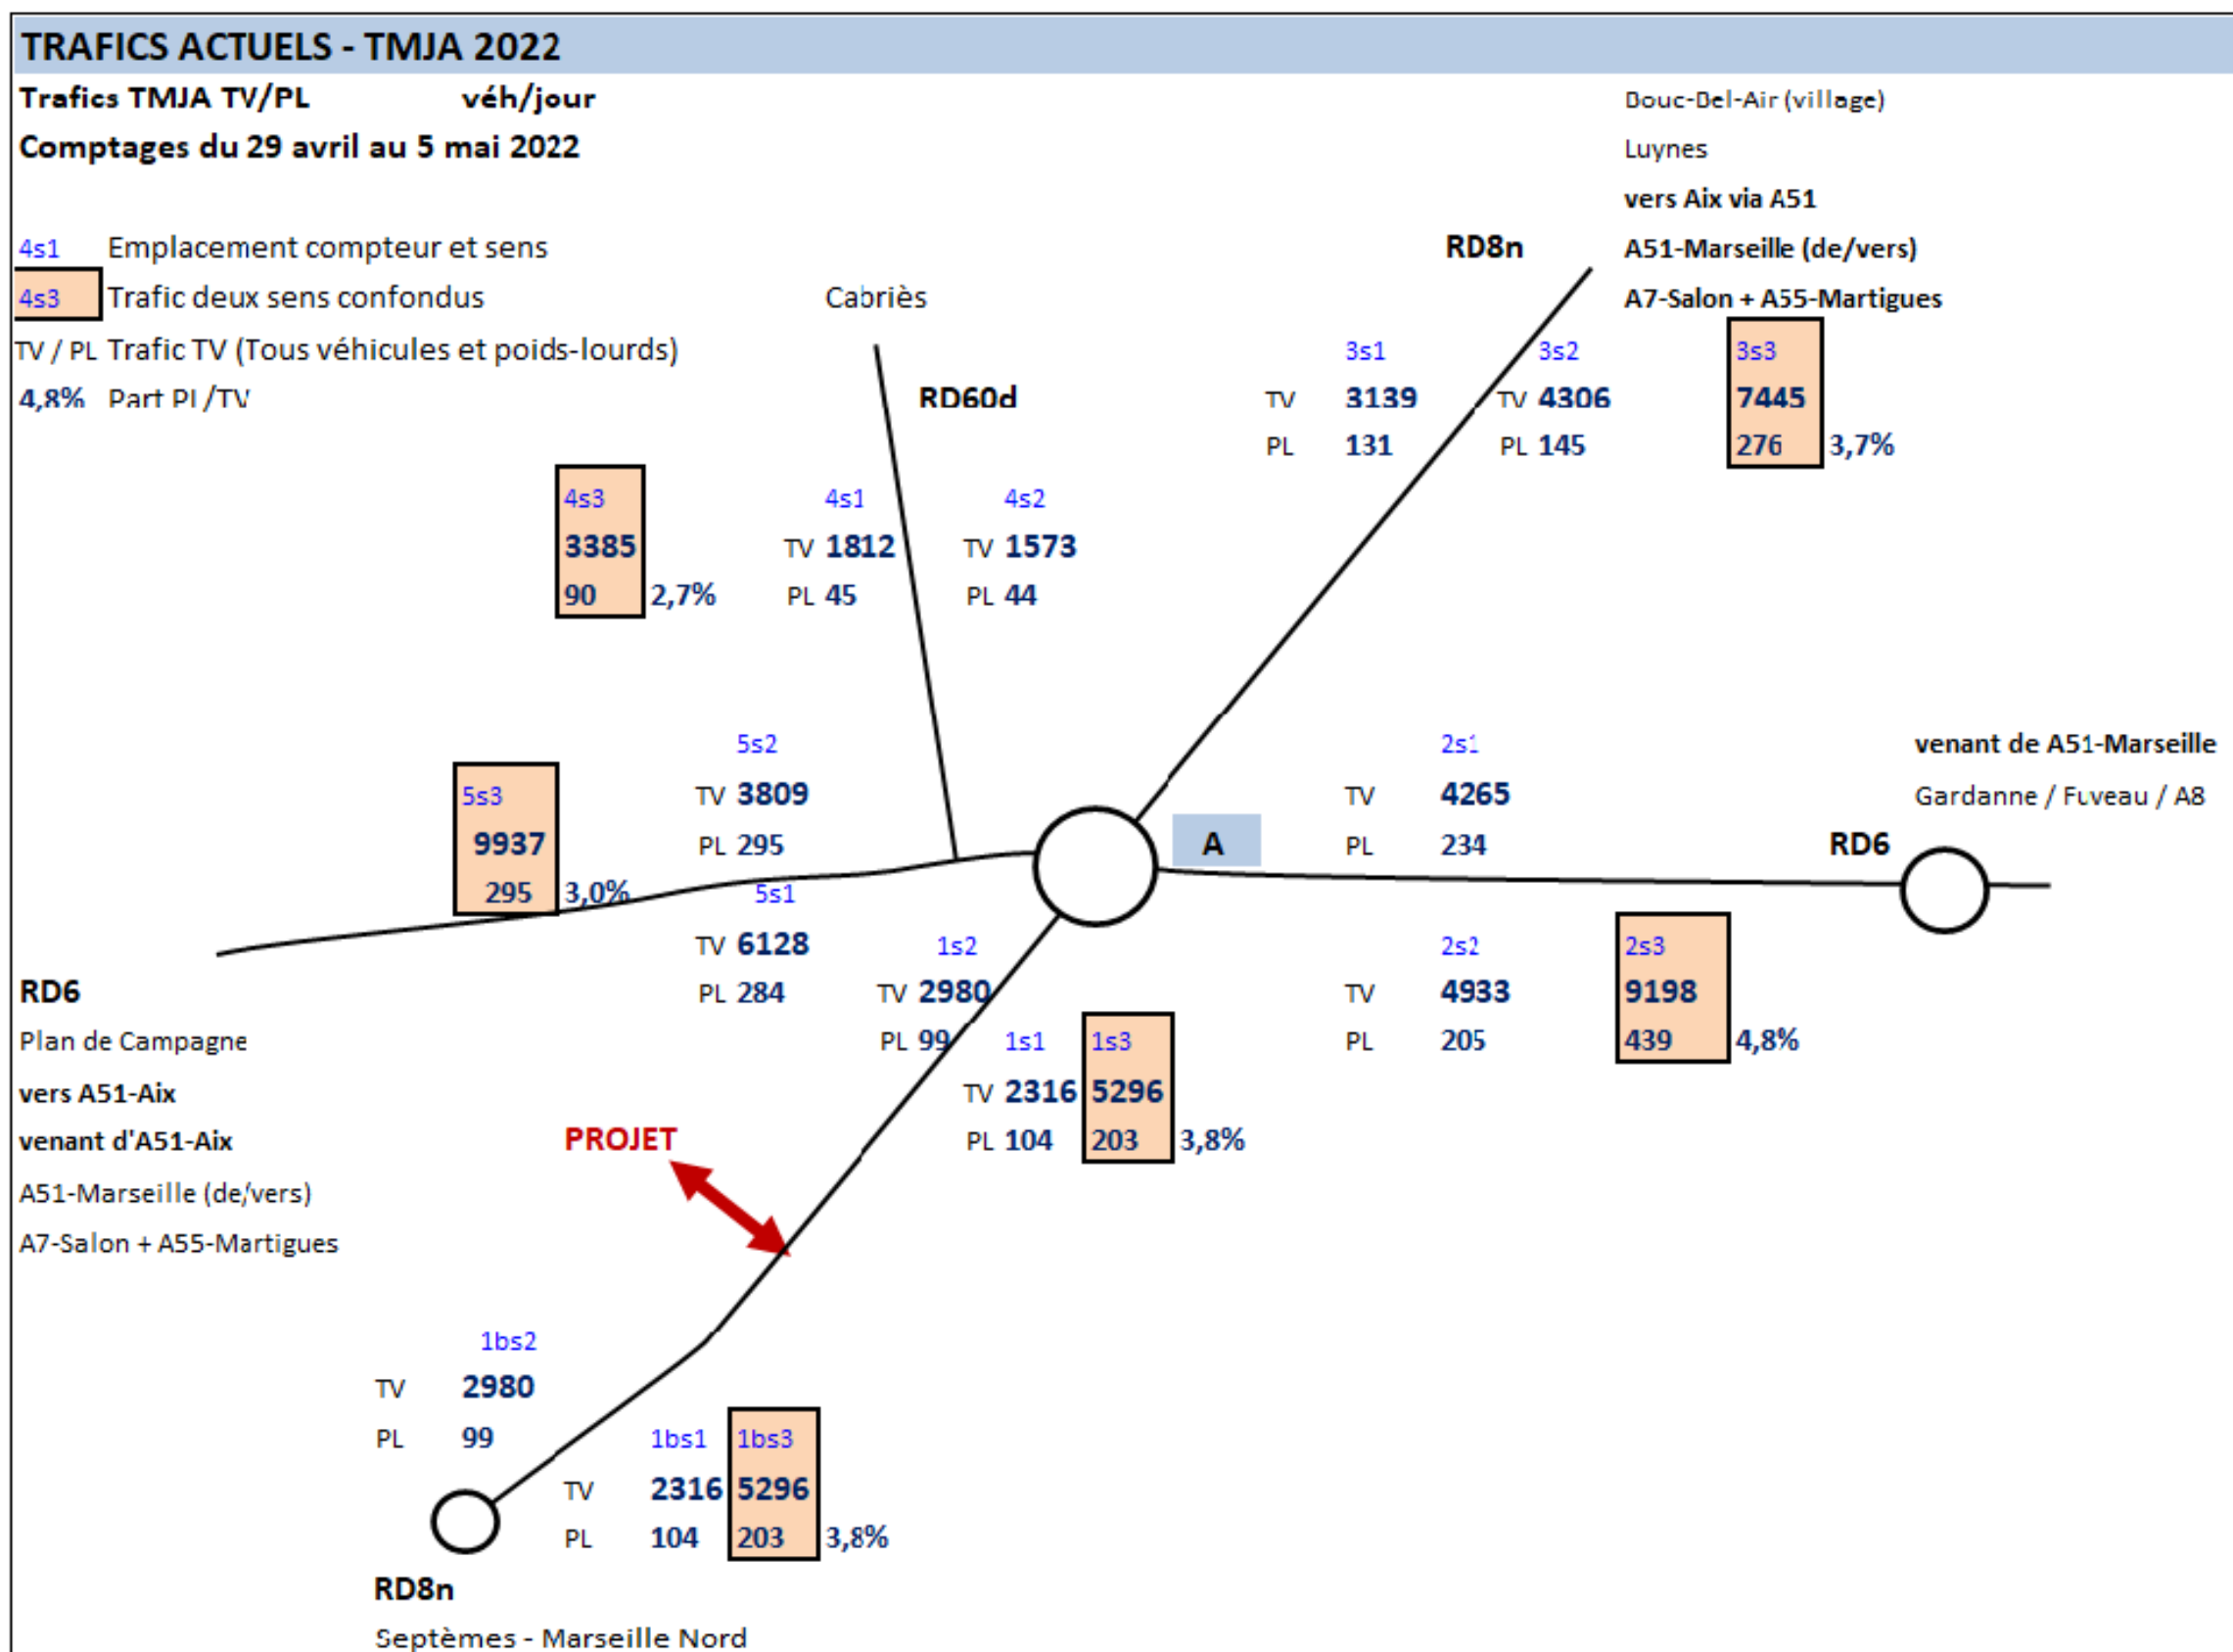 TRAFICS ACTUELS - TMJA 2022
Trafics TMJA TV/PL véh/jour
Bouc-Bel-Air (village)
Comptages du 29 avril au 5 mai 2022
Luynes
vers Aix via A51
4s1 Emplacement compteur et sens
RD8n
A51-Marseille (de/vers)
4s3 Trafic deux sens confondus
Cabriès
A7-Salon + A55-Martigues
TV / PL Trafic TV (Tous véhicules et poids-lourds)
3s1 3s2 3s3
4,8% Part PL/TV
RD60d
TV 3139 TV 4306 7445
PL 131 PL 145 276 3,7%
4s3 4s1 4s2
3385 TV 1812 TV 1573
90 2,7% PL 45 PL 44
5s2
2s1
venant de A51-Marseille
5s3 TV 3809
TV 4265
Gardanne / Fuveau / A8
9937 PL 295
A
PL 234
RD6
295 3,0% 5s1
TV 6128
1s2
2s2 2s3
RD6
PL 284
TV 2980
TV 4933 9198
Plan de Campagne
PL 99
1s1 1s3
PL 205 439 4,8%
vers A51-Aix
TV 2316 5296
venant d'A51-Aix
PROJET
PL 104 203 3,8%
A51-Marseille (de/vers)
A7-Salon + A55-Martigues
1bs2
TV 2980
PL 99
1bs1 1bs3
TV 2316 5296
PL 104 203 3,8%
RD8n
Septèmes - Marseille Nord